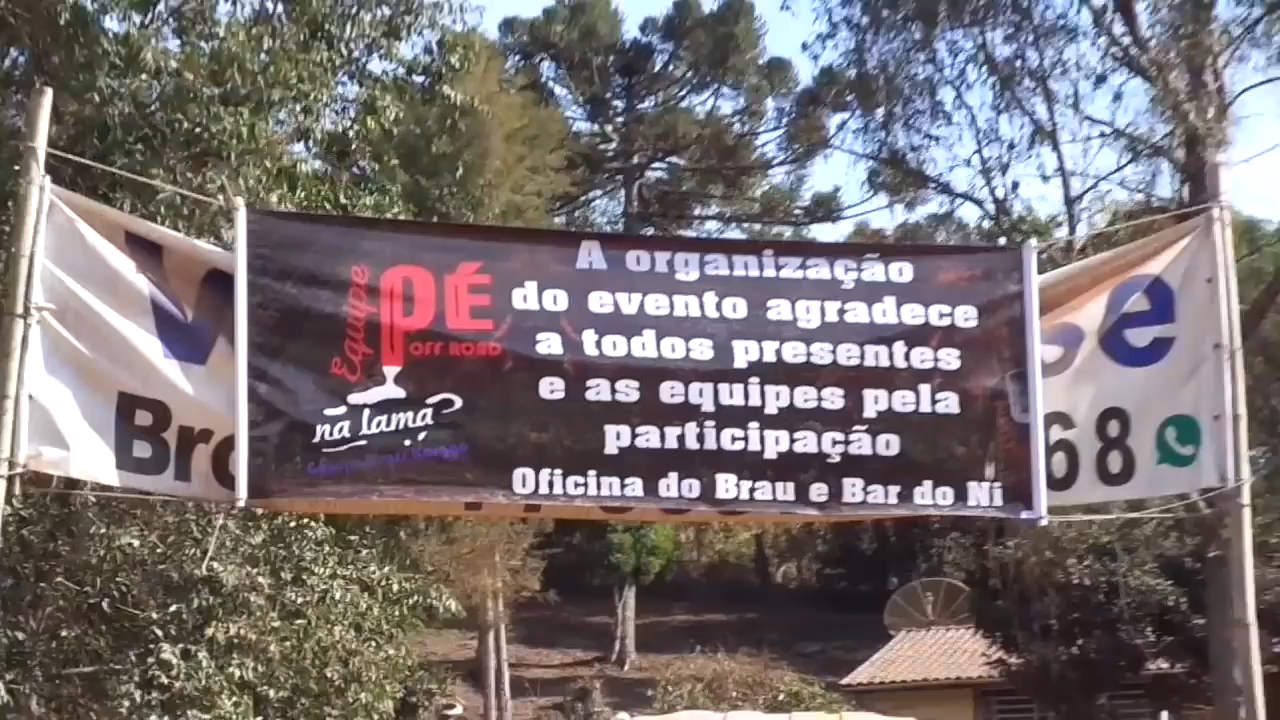 A organização
do evento agradece
a todos presentes
e as equipes pela
participação
Oficina do Brau e Bar do Ni
Equipe
PÉ
OFF ROAD
na lama
68